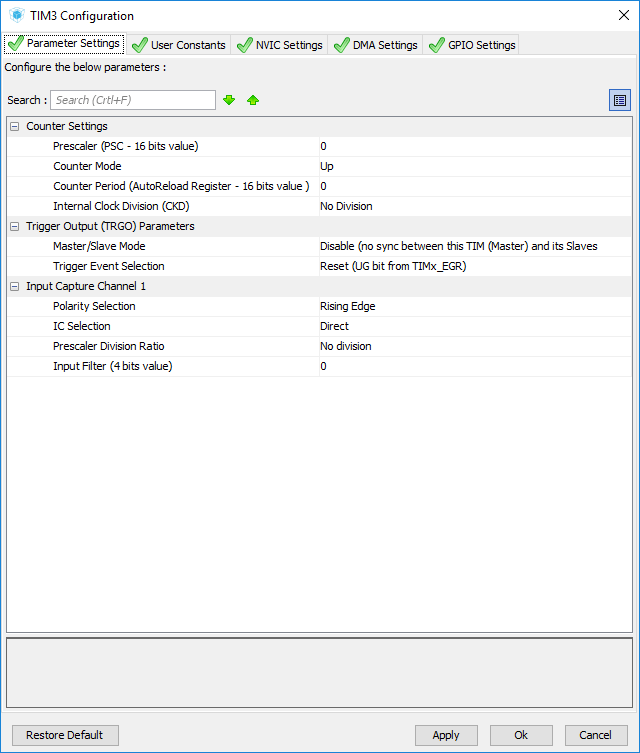 TIM3 Configuration
Parameter Settings User Constants NVIC Settings DMA Settings GPIO Settings
Configure the below parameters :
Search : Search (Crtl+F)
Counter Settings
Prescaler (PSC - 16 bits value) 0
Counter Mode Up
Counter Period (AutoReload Register - 16 bits value ) 0
Internal Clock Division (CKD) No Division
Trigger Output (TRGO) Parameters
Master/Slave Mode Disable (no sync between this TIM (Master) and its Slaves
Trigger Event Selection Reset (UG bit from TIMx_EGR)
Input Capture Channel 1
Polarity Selection Rising Edge
IC Selection Direct
Prescaler Division Ratio No division
Input Filter (4 bits value) 0
Restore Default Apply Ok Cancel